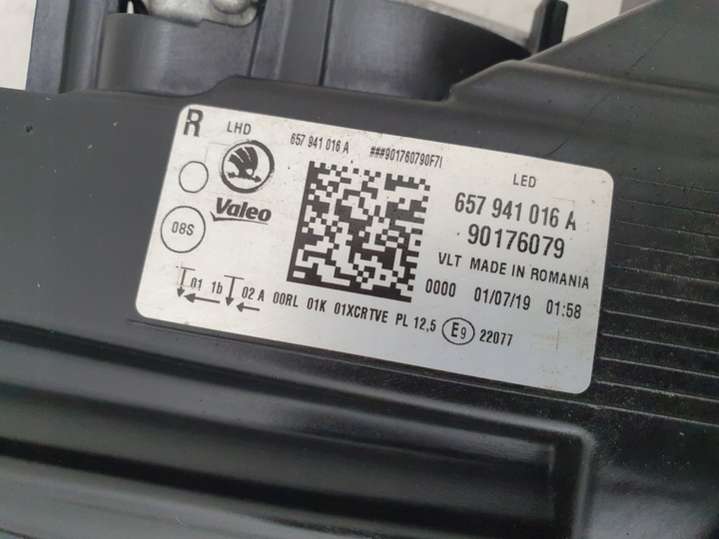 R LHD 657 941 016 A ###901760790F7I
LED
Valeo
657 941 016 A
90176079
08S
VLT MADE IN ROMANIA
0000 01/07/19 01:58
01 1b 02 A 00RL 01K 01XCRTVE PL 12,5 E9 22077